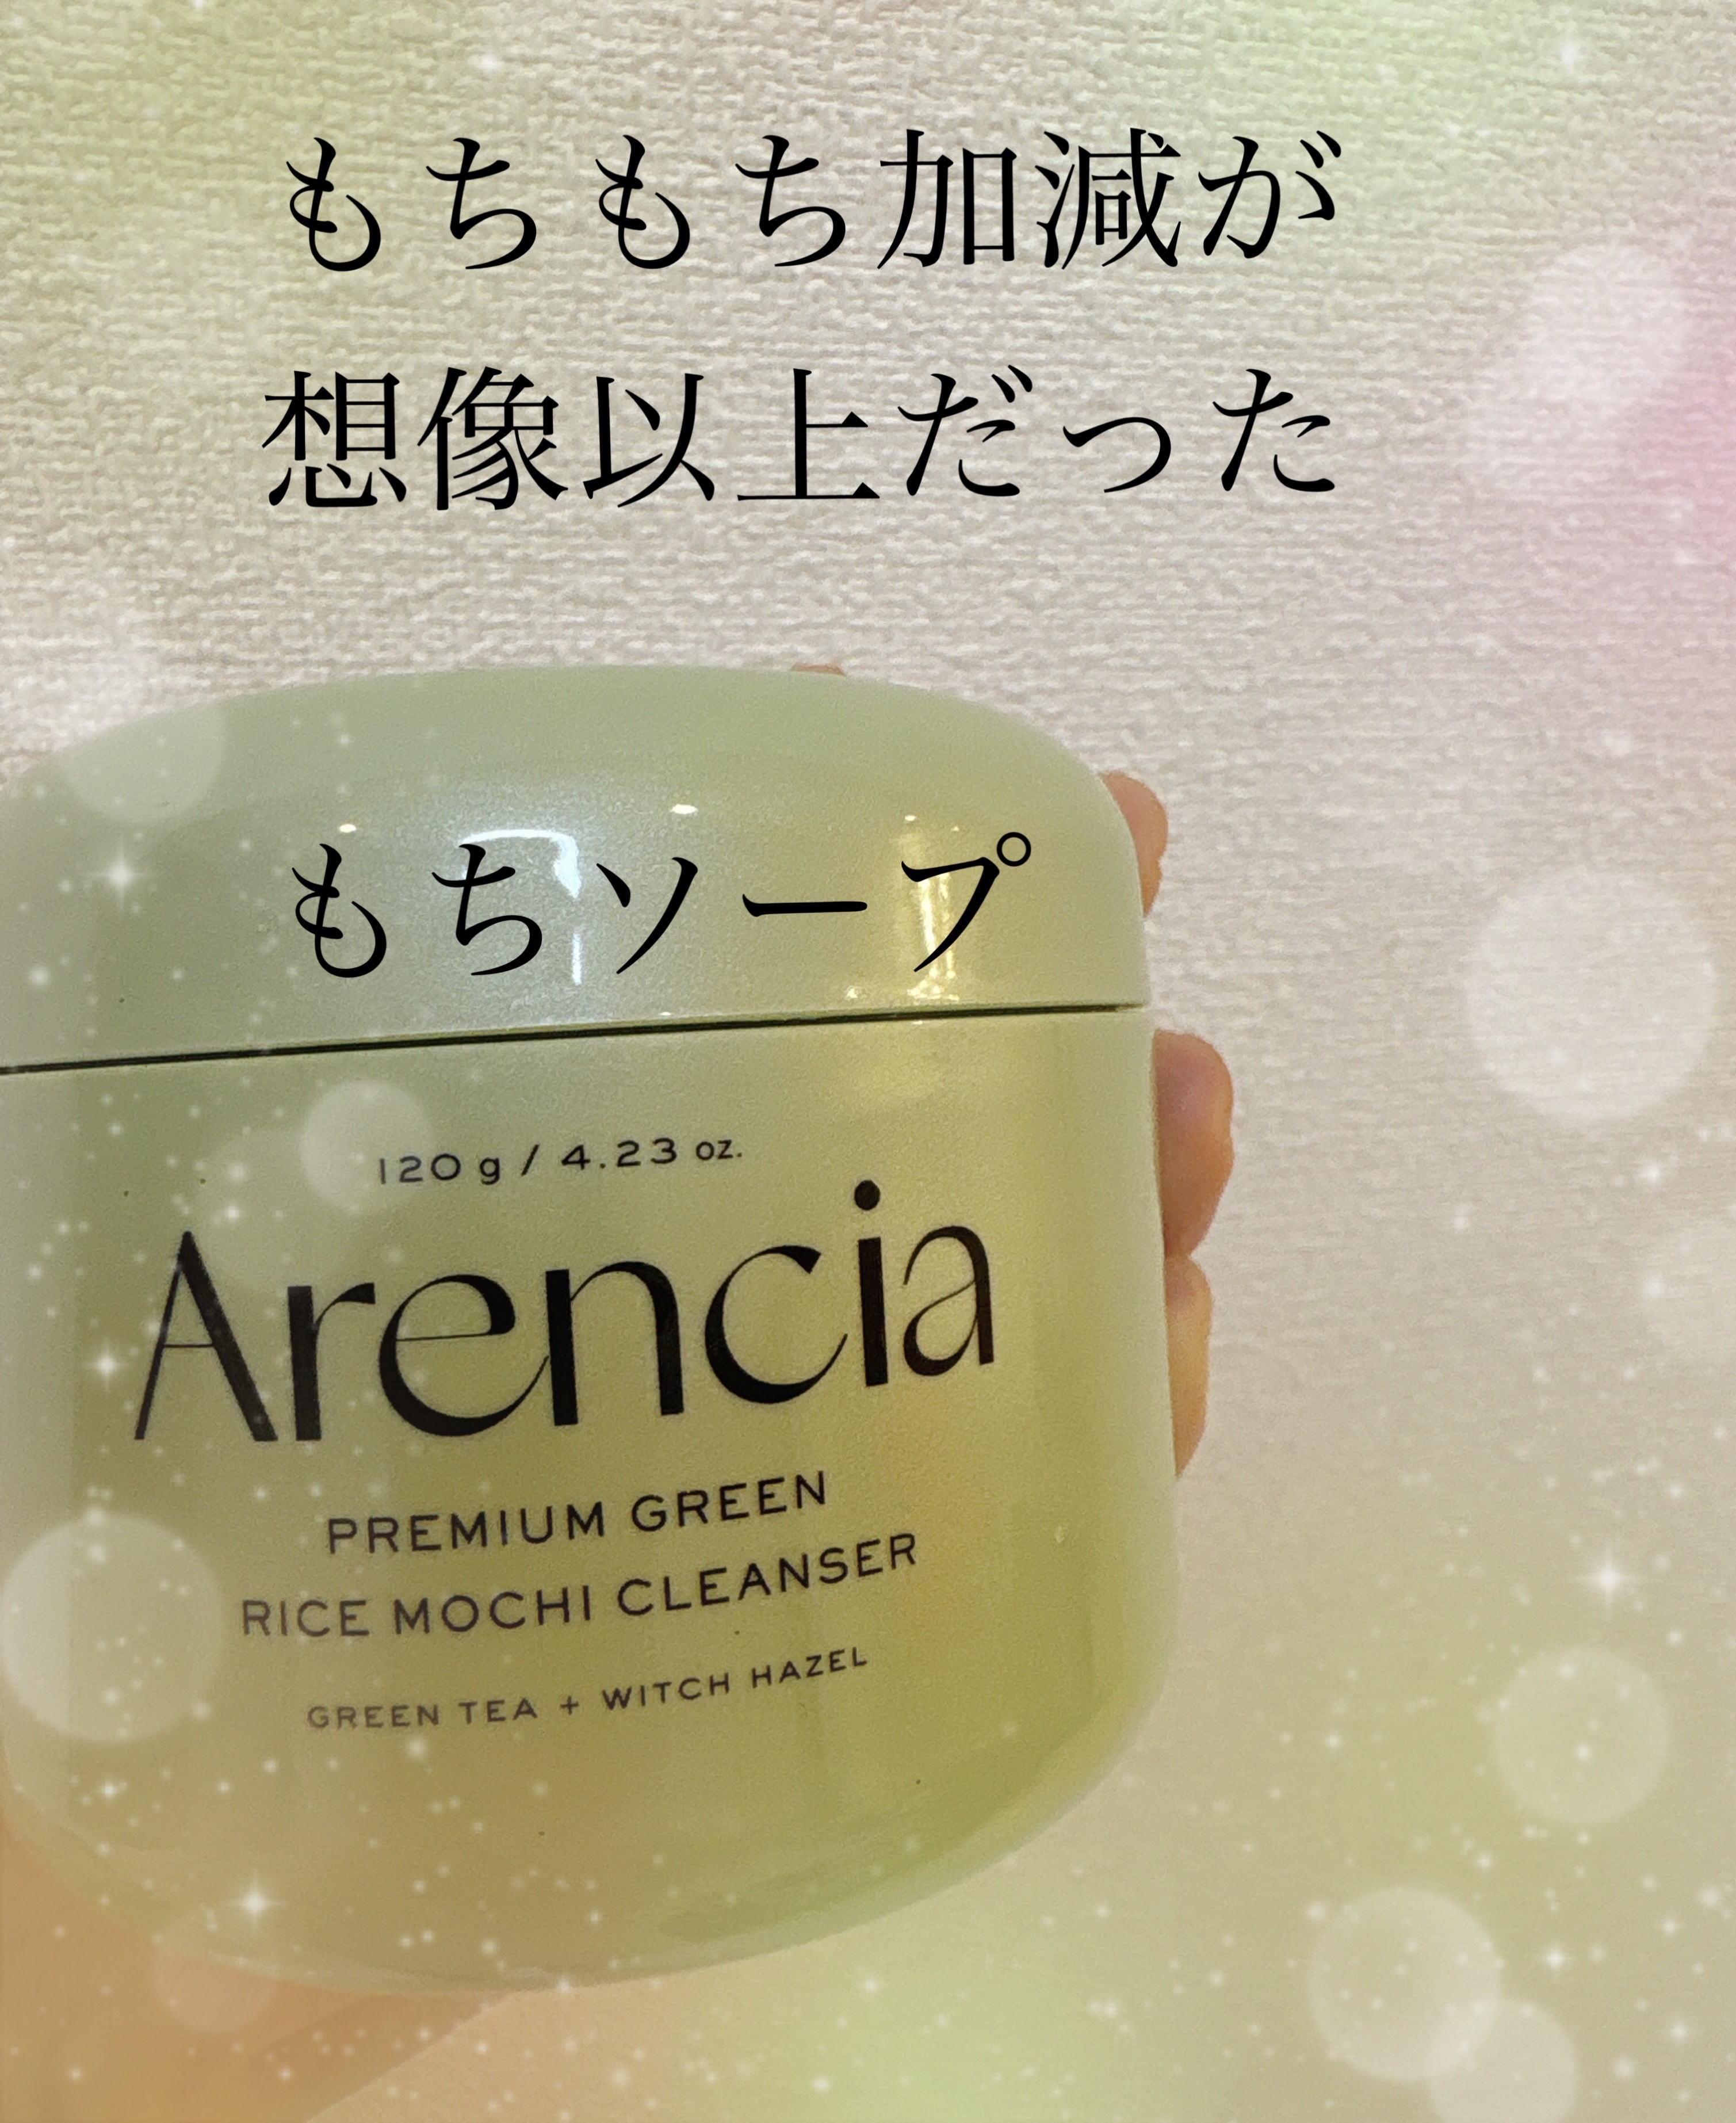 もちもち加減が
想像以上だった
もちソープ
120 g / 4.23 oz.
Arencia
PREMIUM GREEN
RICE MOCHI CLEANSER
GREEN TEA + WITCH HAZEL